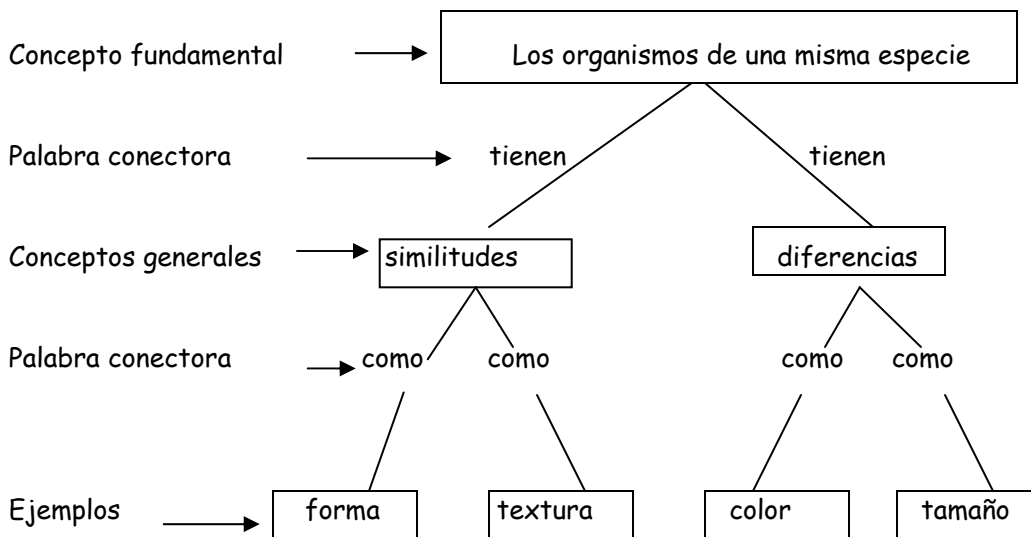 Concepto fundamental Los organismos de una misma especie
Palabra conectora tienen tienen
Conceptos generales similitudes diferencias
Palabra conectora como como como como
Ejemplos forma textura color tamaño